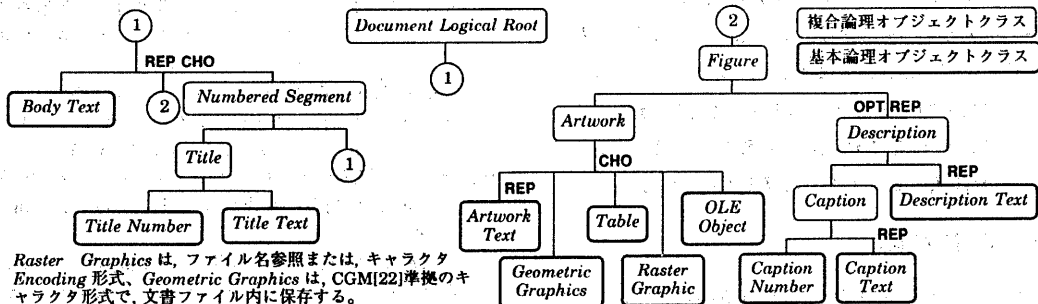 1
Document Logical Root
2
複合論理オブジェクトクラス
REP CHO
1
Figure
基本論理オブジェクトクラス
Body Text
2
Numbered Segment
Artwork
OPT REP
Description
Title
1
CHO
REP
REP
Title Number
Title Text
Artwork Text
Table
OLE Object
Caption
Description Text
REP
Geometric Graphics
Raster Graphic
Caption Number
Caption Text
Raster Graphics は, ファイル名参照または, キャラクタ
Encoding 形式、Geometric Graphics は, CGM[22]準拠のキ
ャラクタ形式で, 文書ファイル内に保存する。